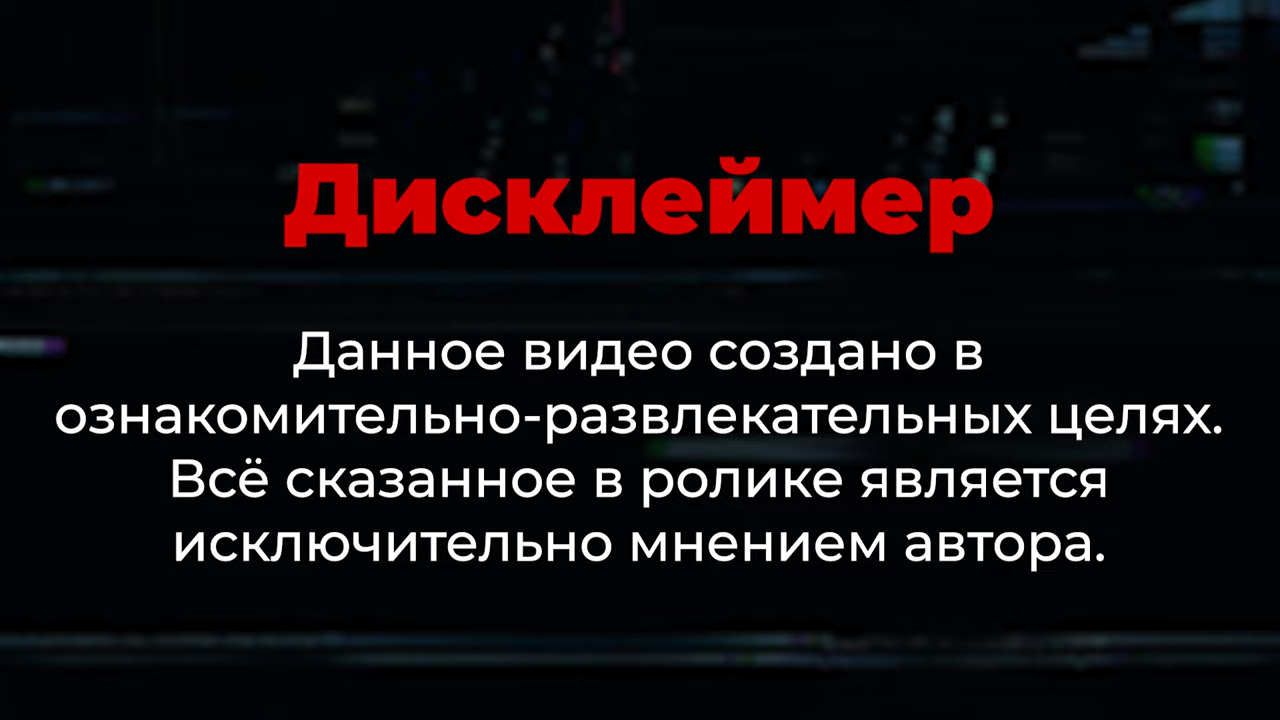 Дисклеймер
Данное видео создано в
ознакомительно-развлекательных целях.
Всё сказанное в ролике является
исключительно мнением автора.